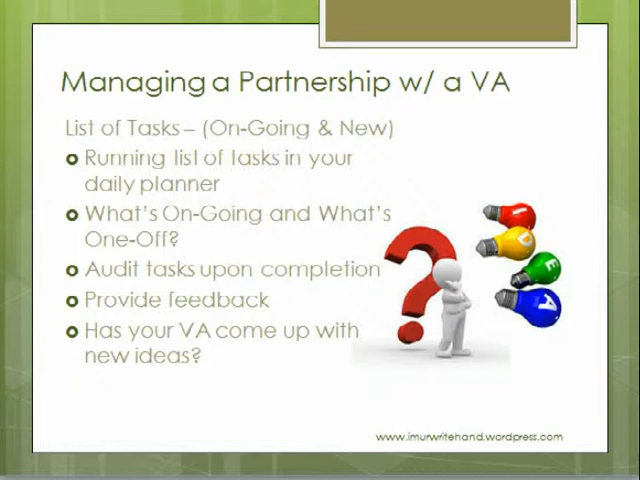 Managing a Partnership w/ a VA
List of Tasks – (On-Going & New)
Running list of tasks in your
daily planner
What's On-Going and What's
One-Off?
Audit tasks upon completion
Provide feedback
Has your VA come up with
new ideas?
I
D
E
A
www.imurwritehand.wordpress.com